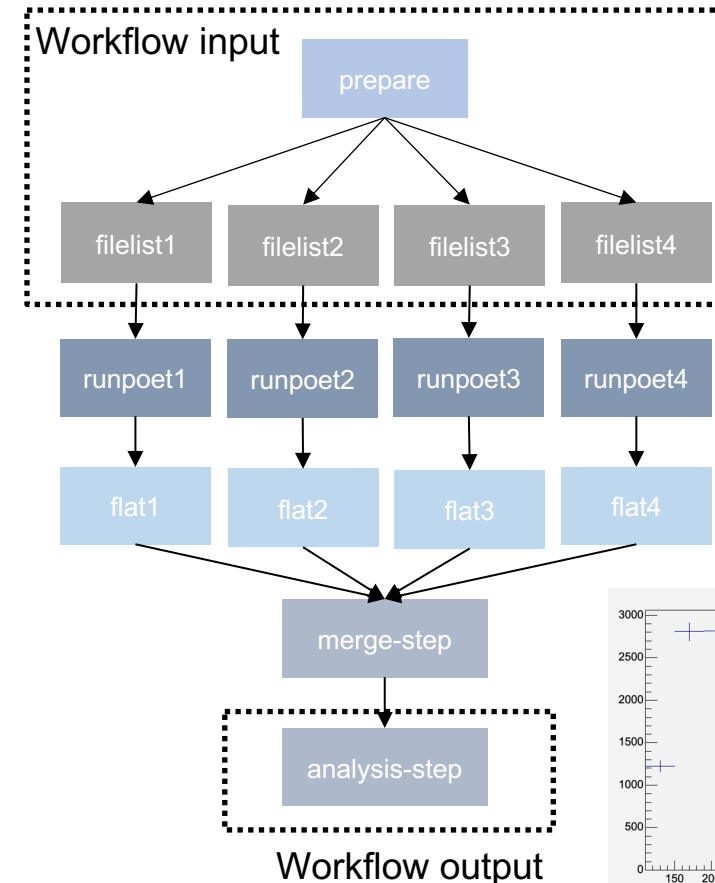 Workflow input
prepare
filelist1 filelist2 filelist3 filelist4
runpoet1 runpoet2 runpoet3 runpoet4
flat1 flat2 flat3 flat4
merge-step
analysis-step
Workflow output
3000
2500
2000
1500
1000
500
0
150